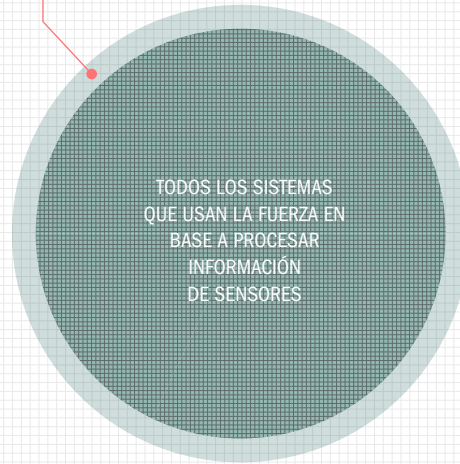 TODOS LOS SISTEMAS
QUE USAN LA FUERZA EN
BASE A PROCESAR
INFORMACIÓN
DE SENSORES